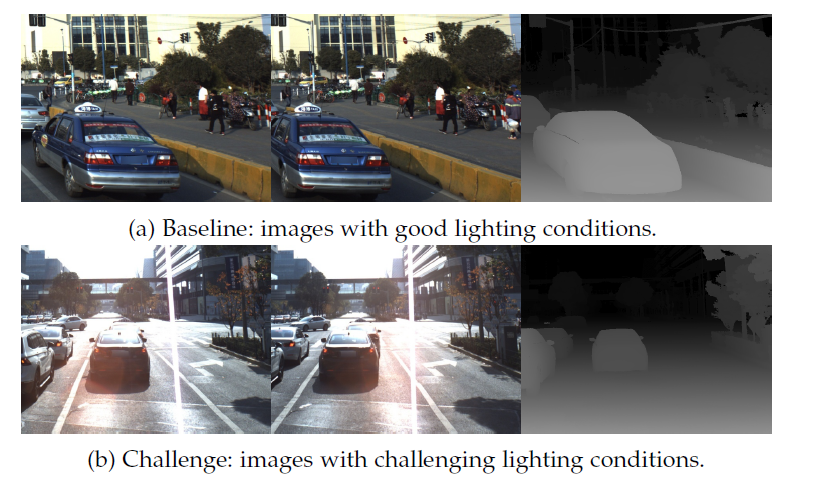 (a) Baseline: images with good lighting conditions.
(b) Challenge: images with challenging lighting conditions.